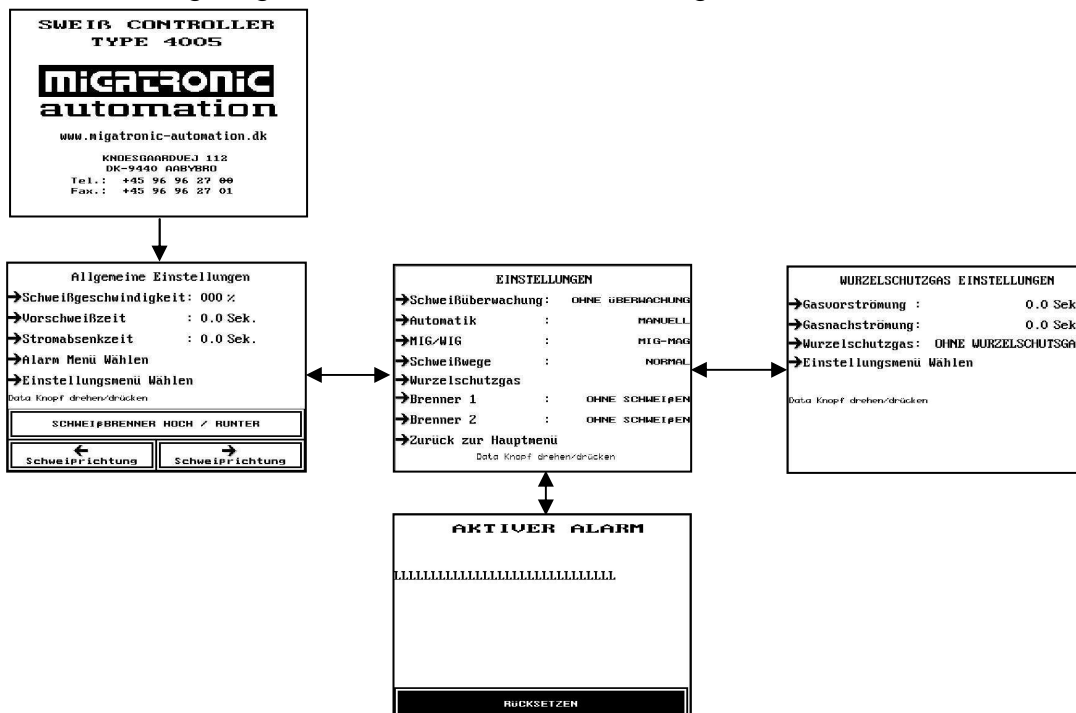 SWEIß CONTROLLER
TYPE 4005
MiGATRONiC
automation
www.migatronic-automation.dk
KNOESGAARDVEJ 112
DK-9440 AABYBRO
Tel.: +45 96 96 27 00
Fax.: +45 96 96 27 01
Allgemeine Einstellungen
→Schweißgeschwindigkeit: 000 %
→Vorschweißzeit : 0.0 Sek.
→Stromabsenkzeit : 0.0 Sek.
→Alarm Menü Wählen
→Einstellungsmenü Wählen
Data Knopf drehen/drücken
SCHWEIßBRENNER HOCH / RUNTER
← Schweiprichtung
→ Schweiprichtung
EINSTELLUNGEN
→Schweißüberwachung: OHNE üBERWACHUNG
→Automatik : MANUELL
→MIG/WIG : MIG-MAG
→Schweißwege : NORMAL
→Wurzelschutzgas
→Brenner 1 : OHNE SCHWEIßEN
→Brenner 2 : OHNE SCHWEIßEN
→Zurück zur Hauptmenü
Data Knopf drehen/drücken
WURZELSCHUTZGAS EINSTELLUNGEN
→Gasvorströmung : 0.0 Sek
→Gasnachströmung: 0.0 Sek
→Wurzelschutzgas: OHNE WURZELSCHUTSGA
→Einstellungsmenü Wählen
Data Knopf drehen/drücken
AKTIVER ALARM
LLLLLLLLLLLLLLLLLLLLLLLLLLLLLL
RüCKSETZEN